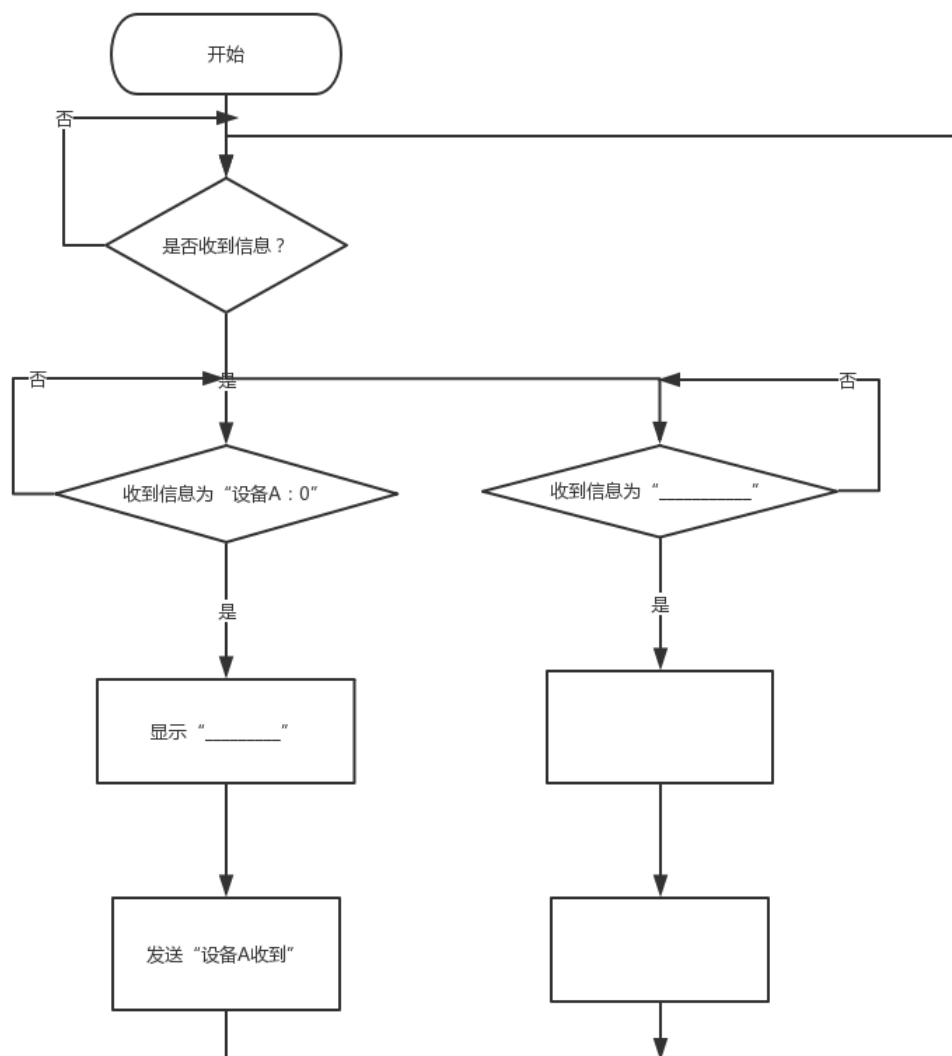 开始
否
是否收到信息？
否
是
否
收到信息为“设备A：0”
收到信息为“__________”
是
是
显示“________”
发送“设备A收到”